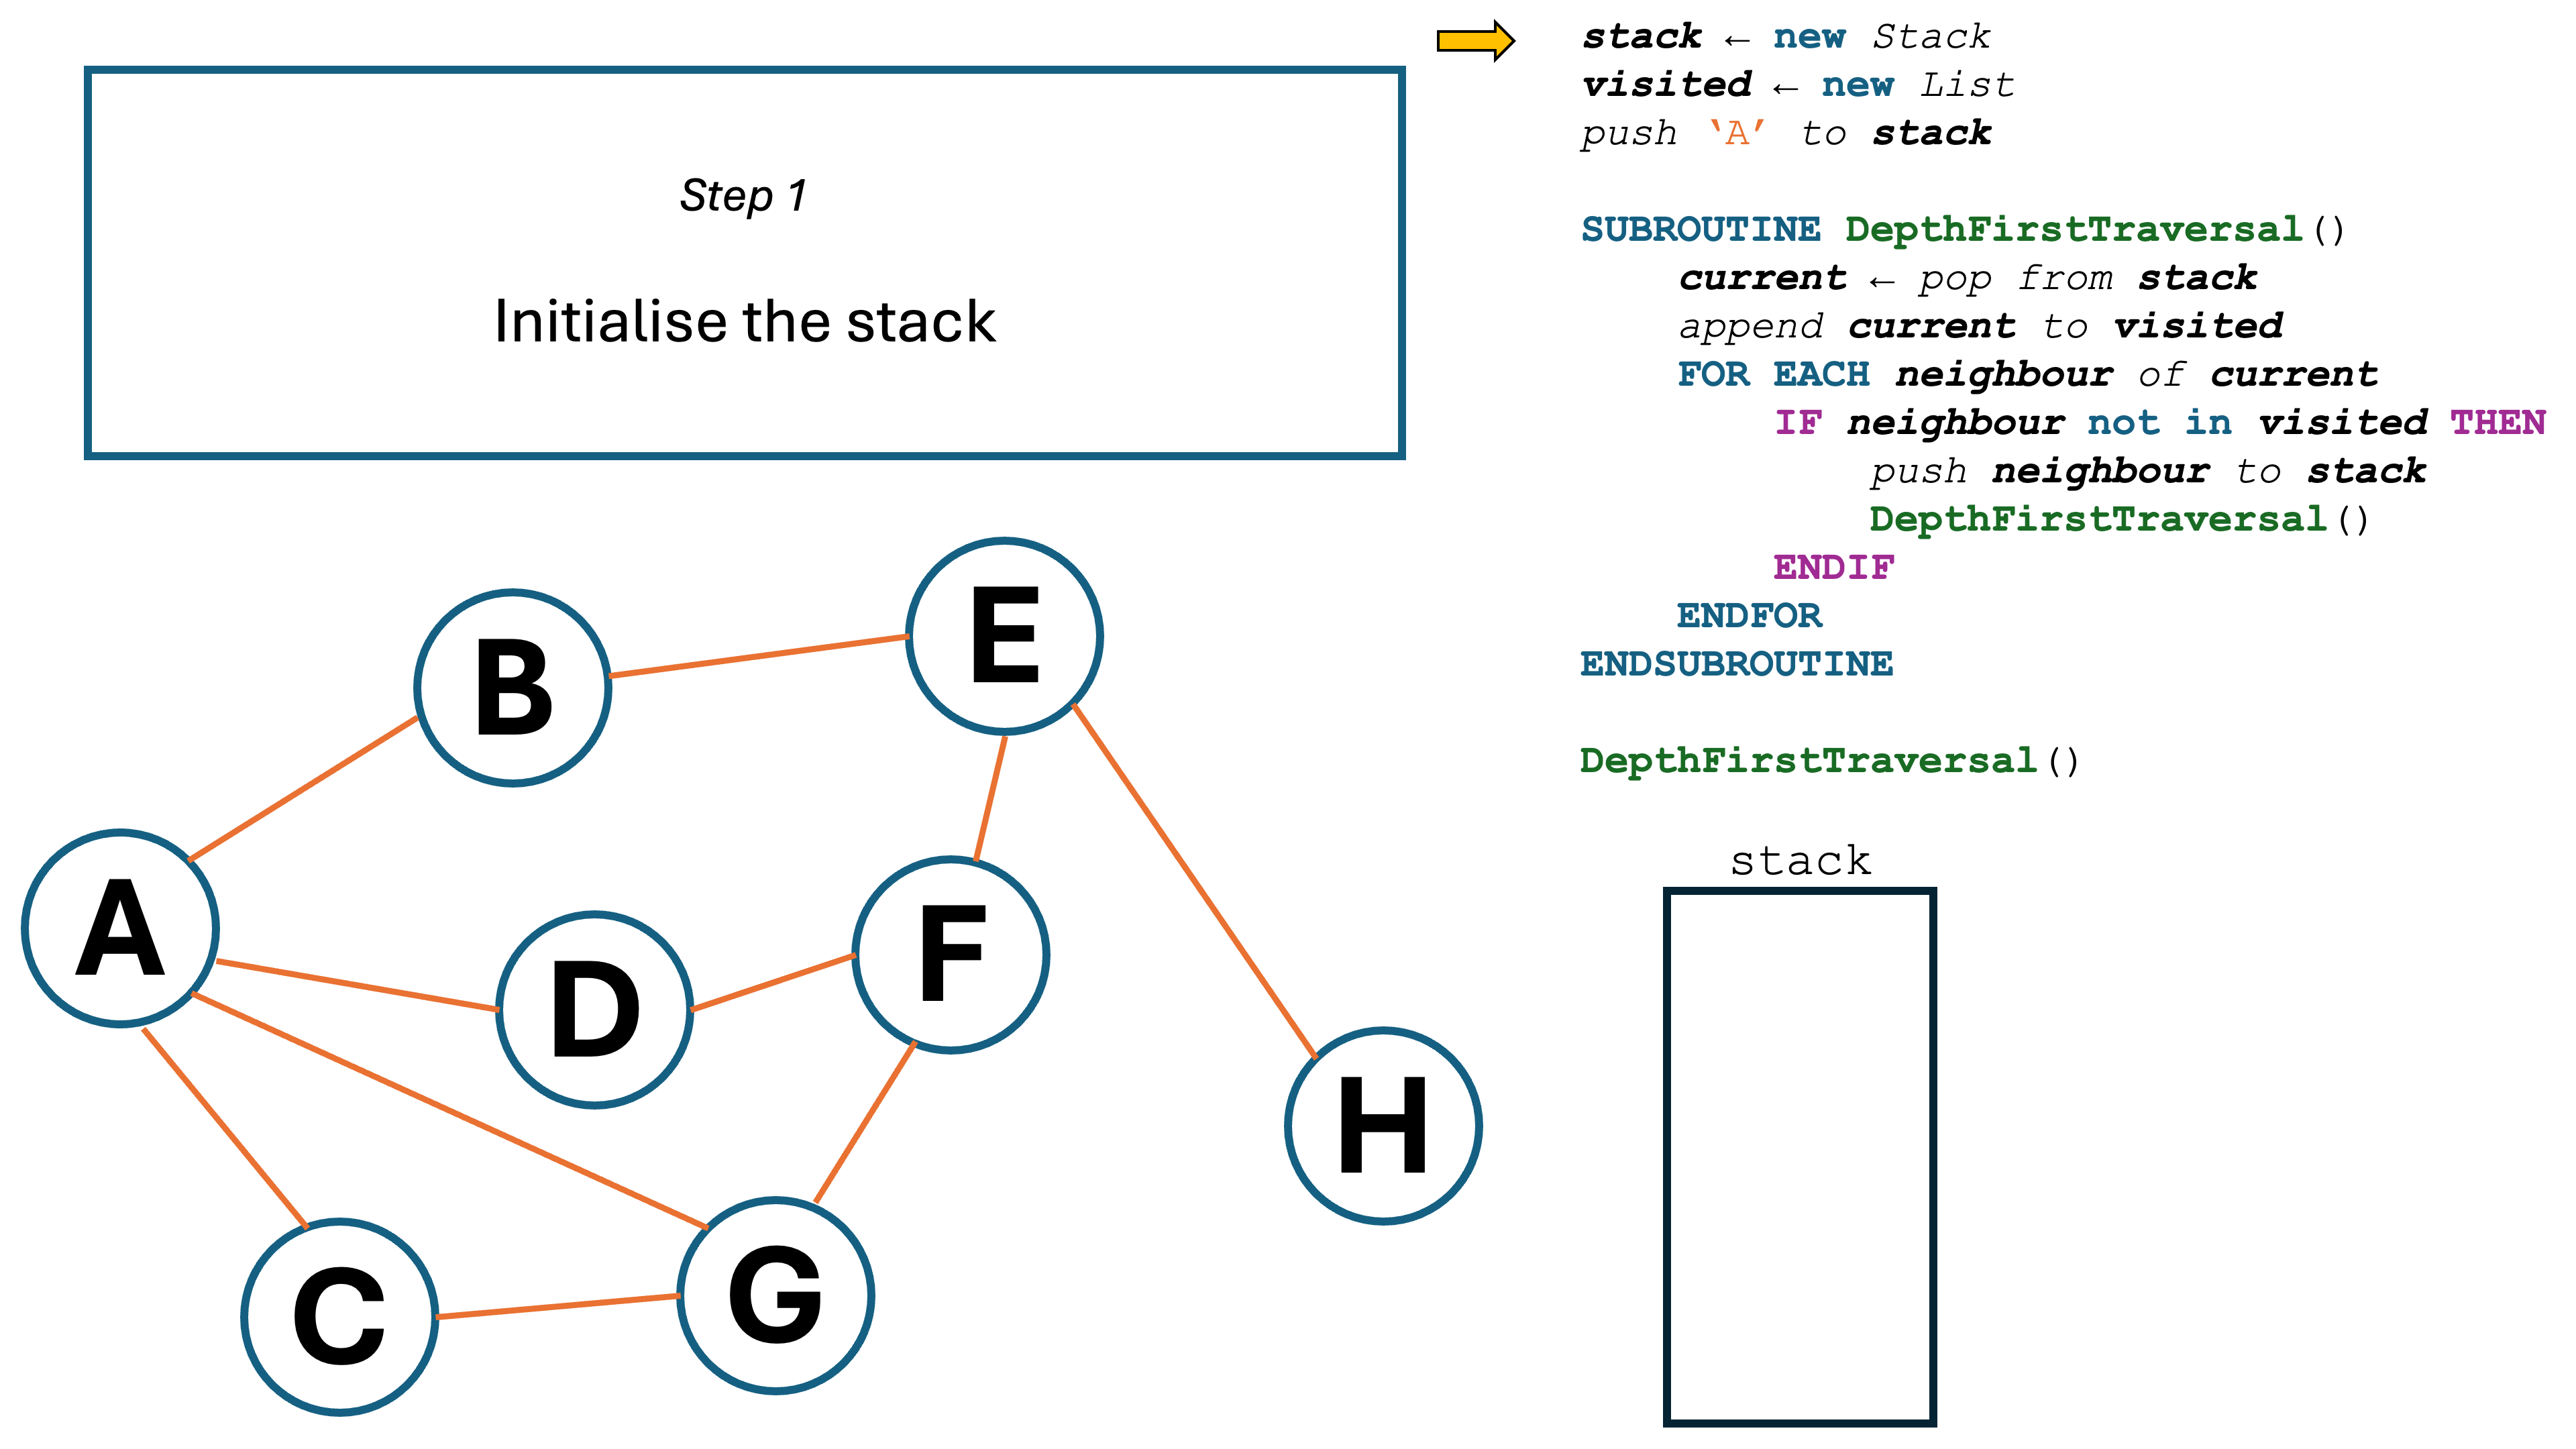 Step 1
Initialise the stack
stack ← new Stack
visited ← new List
push ‘A’ to stack
SUBROUTINE DepthFirstTraversal()
current ← pop from stack
append current to visited
FOR EACH neighbour of current
IF neighbour not in visited THEN
push neighbour to stack
DepthFirstTraversal()
ENDIF
ENDFOR
ENDSUBROUTINE
DepthFirstTraversal()
stack
E
B
A
F
D
H
G
C